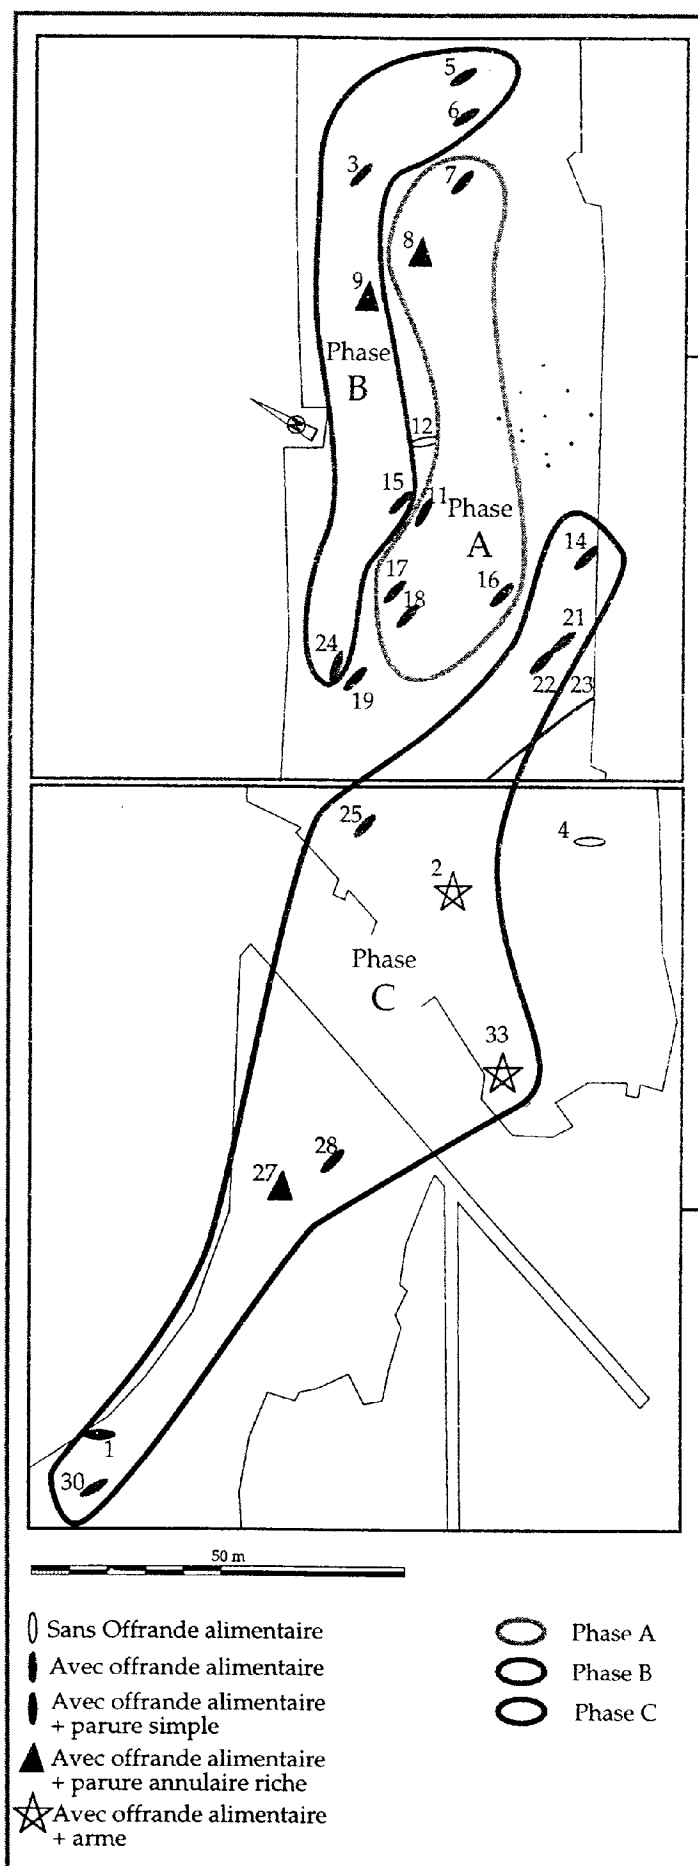 5
6
3
7
8
9
Phase
B
N
12
15
11
Phase
A
14
17
16
18
21
24
22
23
19
25
4
2
Phase
C
33
28
27
1
30
50 m
Sans Offrande alimentaire
Avec offrande alimentaire
Avec offrande alimentaire
+ parure simple
Avec offrande alimentaire
+ parure annulaire riche
Avec offrande alimentaire
+ arme
Phase A
Phase B
Phase C